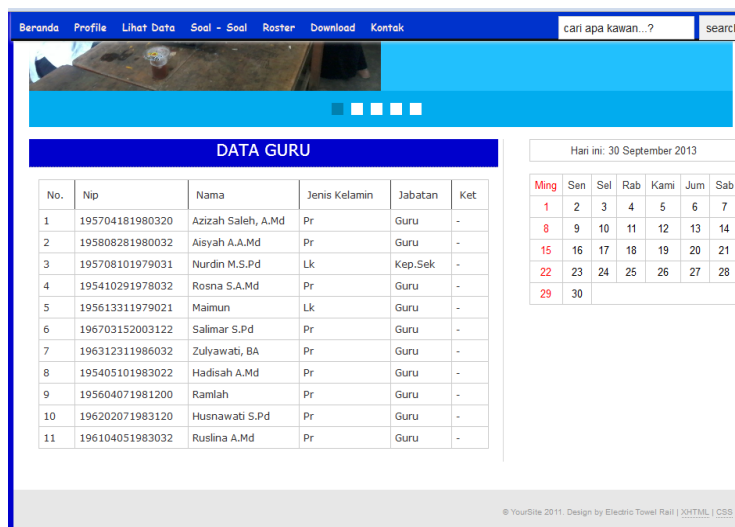 Beranda Profile Lihat Data Soal - Soal Roster Download Kontak cari apa kawan...? search
DATA GURU
No. Nip Nama Jenis Kelamin Jabatan Ket
1 195704181980320 Azizah Saleh, A.Md Pr Guru -
2 195808281980032 Aisyah A.A.Md Pr Guru -
3 195708101979031 Nurdin M.S.Pd Lk Kep.Sek -
4 195410291978032 Rosna S.A.Md Pr Guru -
5 195613311979021 Maimun Lk Guru -
6 196703152003122 Salimar S.Pd Pr Guru -
7 196312311986032 Zulyawati, BA Pr Guru -
8 195405101983022 Hadisah A.Md Pr Guru -
9 195604071981200 Ramlah Pr Guru -
10 196202071983120 Husnawati S.Pd Pr Guru -
11 196104051983032 Ruslina A.Md Pr Guru -
Hari ini: 30 September 2013
Ming Sen Sel Rab Kami Jum Sab
1 2 3 4 5 6 7
8 9 10 11 12 13 14
15 16 17 18 19 20 21
22 23 24 25 26 27 28
29 30
© YourSite 2011. Design by Electric Towel Rail | XHTML | CSS